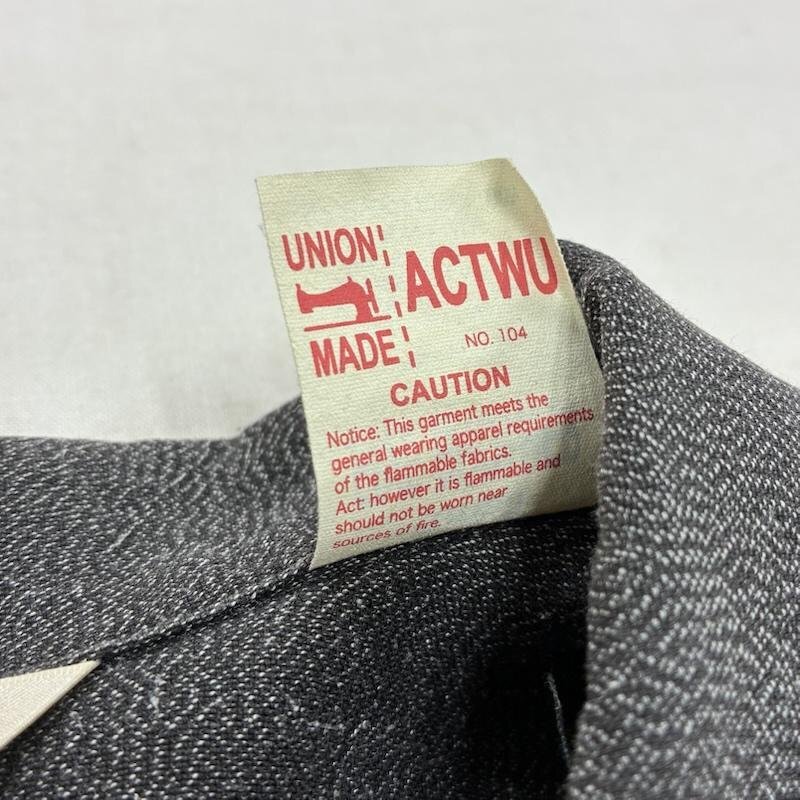 UNION
ACTWU
MADE
NO. 104
CAUTION
Notice: This garment meets the
general wearing apparel requirements
of the flammable fabrics.
Act: however it is flammable and
should not be worn near
sources of fire.